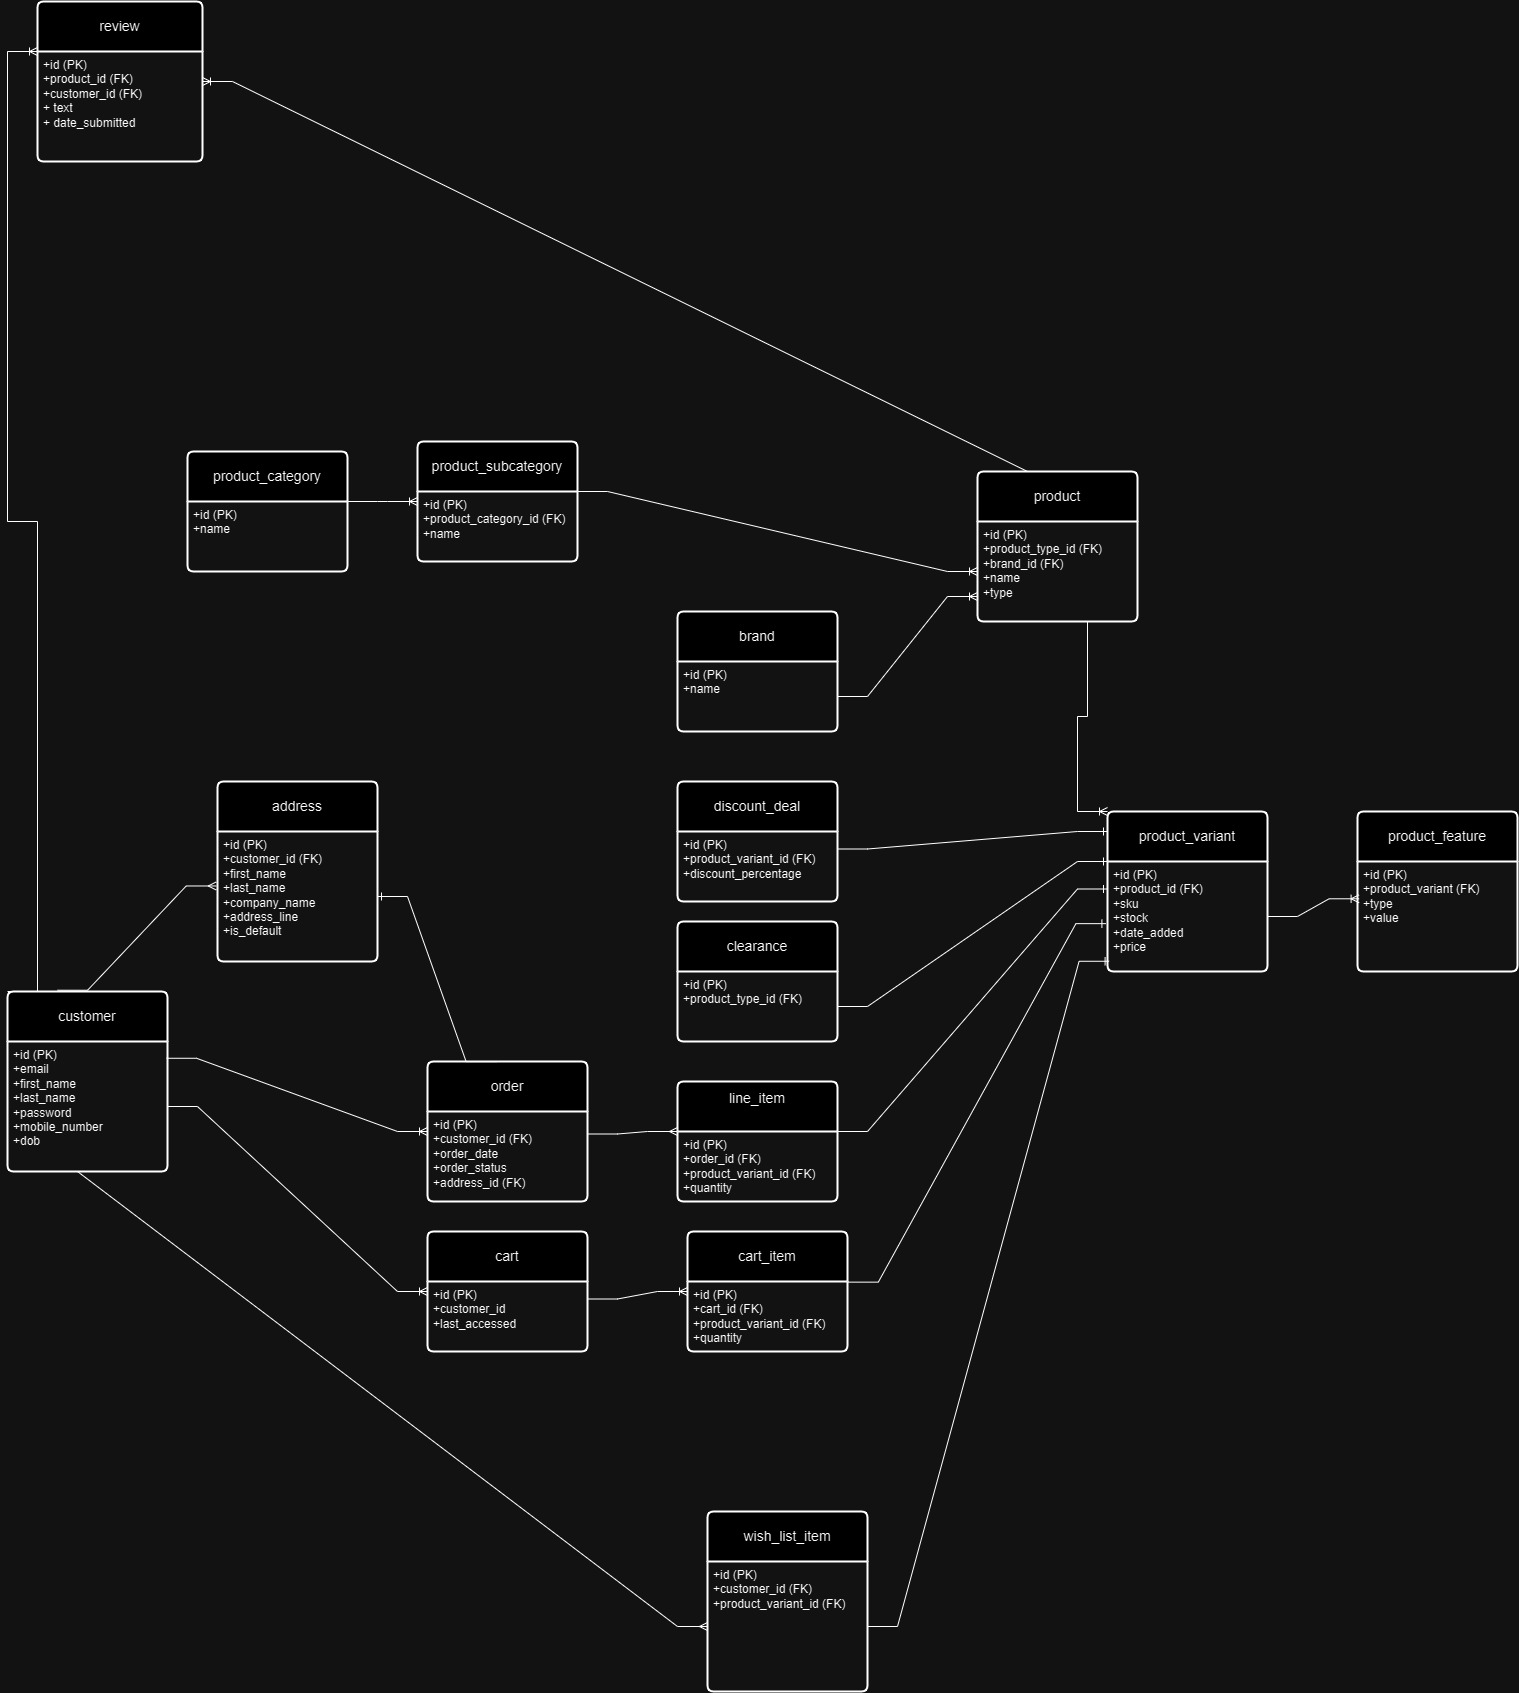 review
+id (PK)
+product_id (FK)
+customer_id (FK)
+ text
+ date_submitted
product_category
+id (PK)
+name
product_subcategory
+id (PK)
+product_category_id (FK)
+name
product
+id (PK)
+product_type_id (FK)
+brand_id (FK)
+name
+type
brand
+id (PK)
+name
address
+id (PK)
+customer_id (FK)
+first_name
+last_name
+company_name
+address_line
+is_default
discount_deal
+id (PK)
+product_variant_id (FK)
+discount_percentage
product_variant
+id (PK)
+product_id (FK)
+sku
+stock
+date_added
+price
product_feature
+id (PK)
+product_variant (FK)
+type
+value
clearance
+id (PK)
+product_type_id (FK)
customer
+id (PK)
+email
+first_name
+last_name
+password
+mobile_number
+dob
order
+id (PK)
+customer_id (FK)
+order_date
+order_status
+address_id (FK)
line_item
+id (PK)
+order_id (FK)
+product_variant_id (FK)
+quantity
cart
+id (PK)
+customer_id
+last_accessed
cart_item
+id (PK)
+cart_id (FK)
+product_variant_id (FK)
+quantity
wish_list_item
+id (PK)
+customer_id (FK)
+product_variant_id (FK)